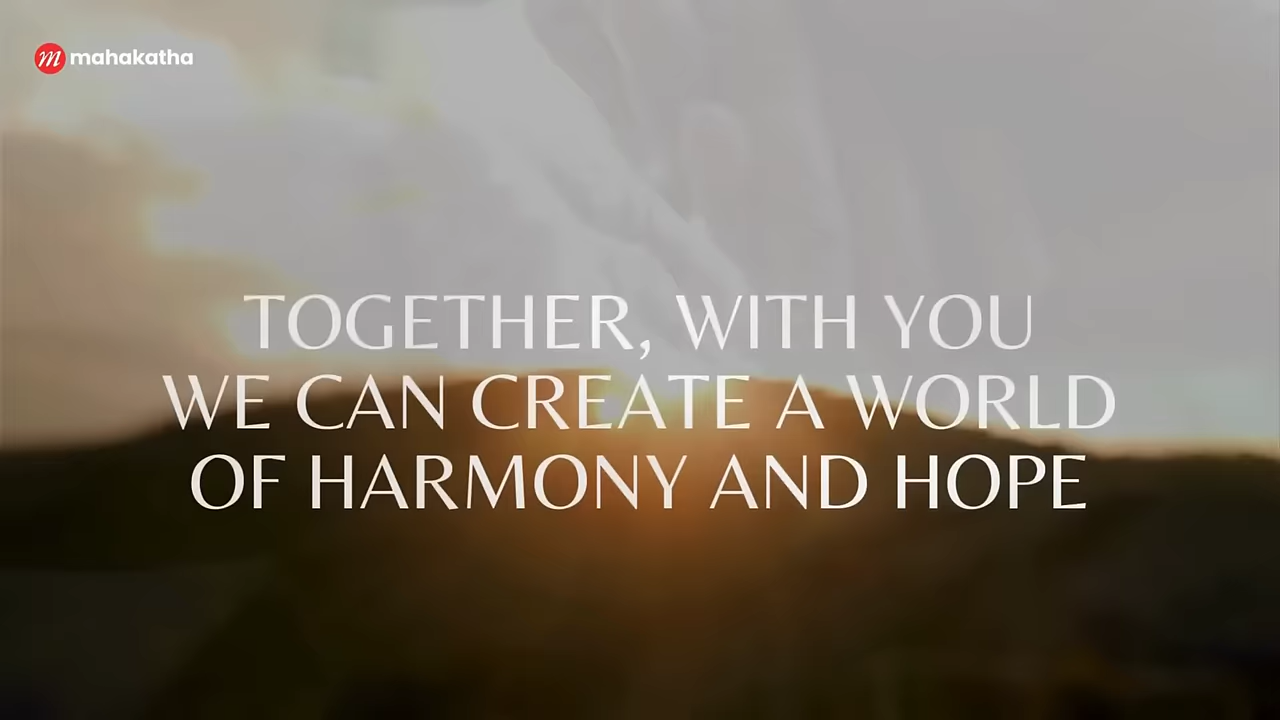 mahakatha
TOGETHER, WITH YOU
WE CAN CREATE A WORLD
OF HARMONY AND HOPE